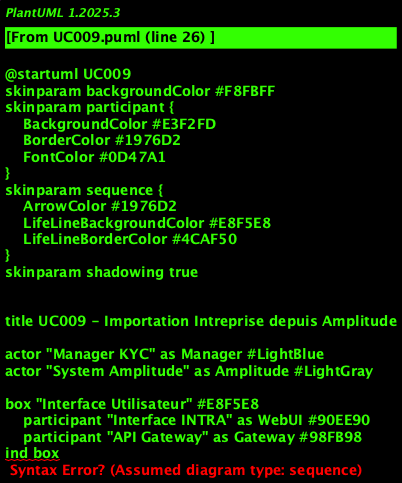 PlantUML 1.2025.3
[From UC009.puml (line 26) ]
@startuml UC009
skinparam backgroundColor #F8FBFF
skinparam participant {
BackgroundColor #E3F2FD
BorderColor #1976D2
FontColor #0D47A1
}
skinparam sequence {
ArrowColor #1976D2
LifeLineBackgroundColor #E8F5E8
LifeLineBorderColor #4CAF50
}
skinparam shadowing true
title UC009 – Importation Intreprise depuis Amplitude
actor "Manager KYC" as Manager #LightBlue
actor "System Amplitude" as Amplitude #LightGray
box "Interface Utilisateur" #E8F5E8
participant "Interface INTRA" as WebUI #90EE90
participant "API Gateway" as Gateway #98FB98
ind box
Syntax Error? (Assumed diagram type: sequence)